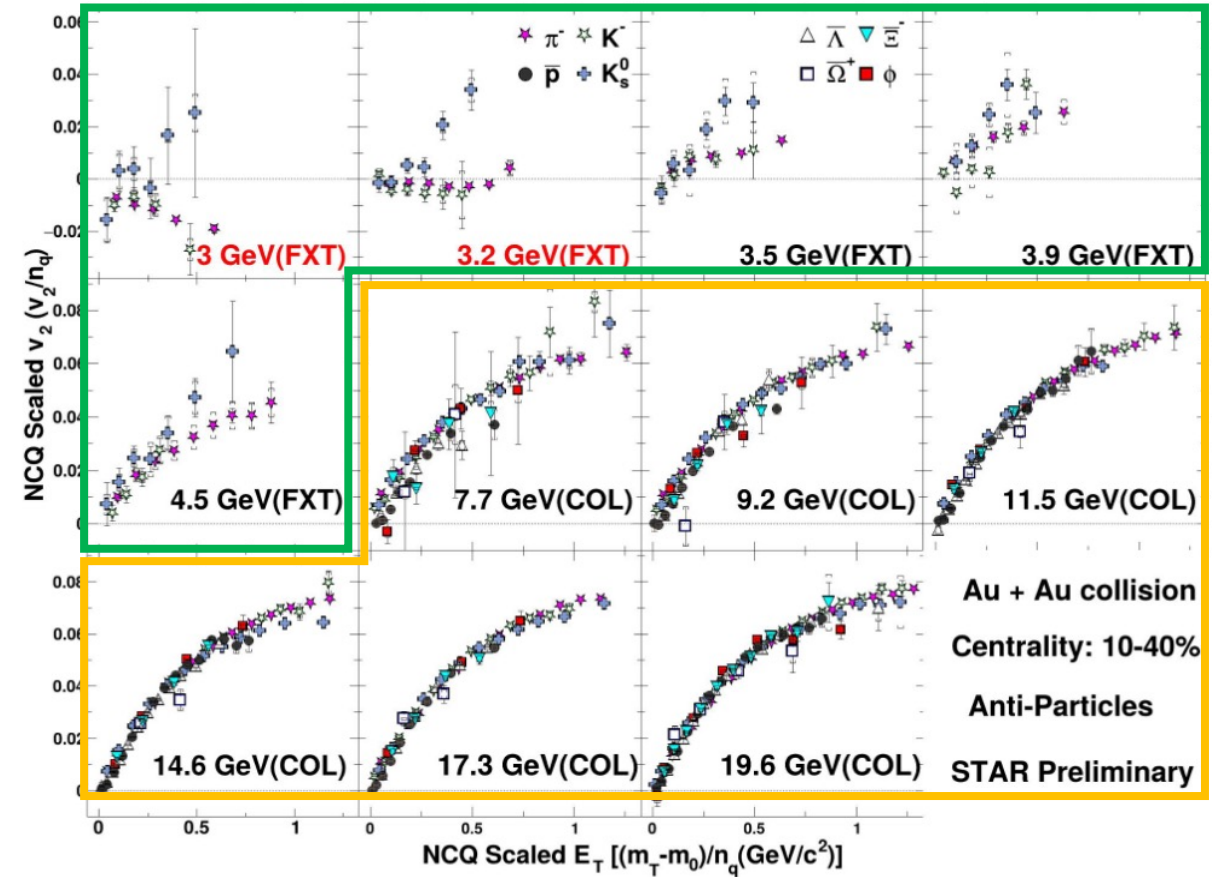 0.06
π⁻ K⁻
Λ̅ Ξ̅⁻
p̅ K⁰ₛ
Ω̅⁺ ϕ
0.04
0.02
0
−0.02
3 GeV(FXT)
3.2 GeV(FXT)
3.5 GeV(FXT)
3.9 GeV(FXT)
NCQ Scaled v₂ (v₂/n_q)
0.08
0.06
0.04
0.02
0
4.5 GeV(FXT)
7.7 GeV(COL)
9.2 GeV(COL)
11.5 GeV(COL)
0.08
0.06
0.04
0.02
14.6 GeV(COL)
17.3 GeV(COL)
19.6 GeV(COL)
Au + Au collision
Centrality: 10-40%
Anti-Particles
STAR Preliminary
0 0.5 1
0 0.5 1
0 0.5 1
NCQ Scaled E_T [(m_T-m₀)/n_q(GeV/c²)]